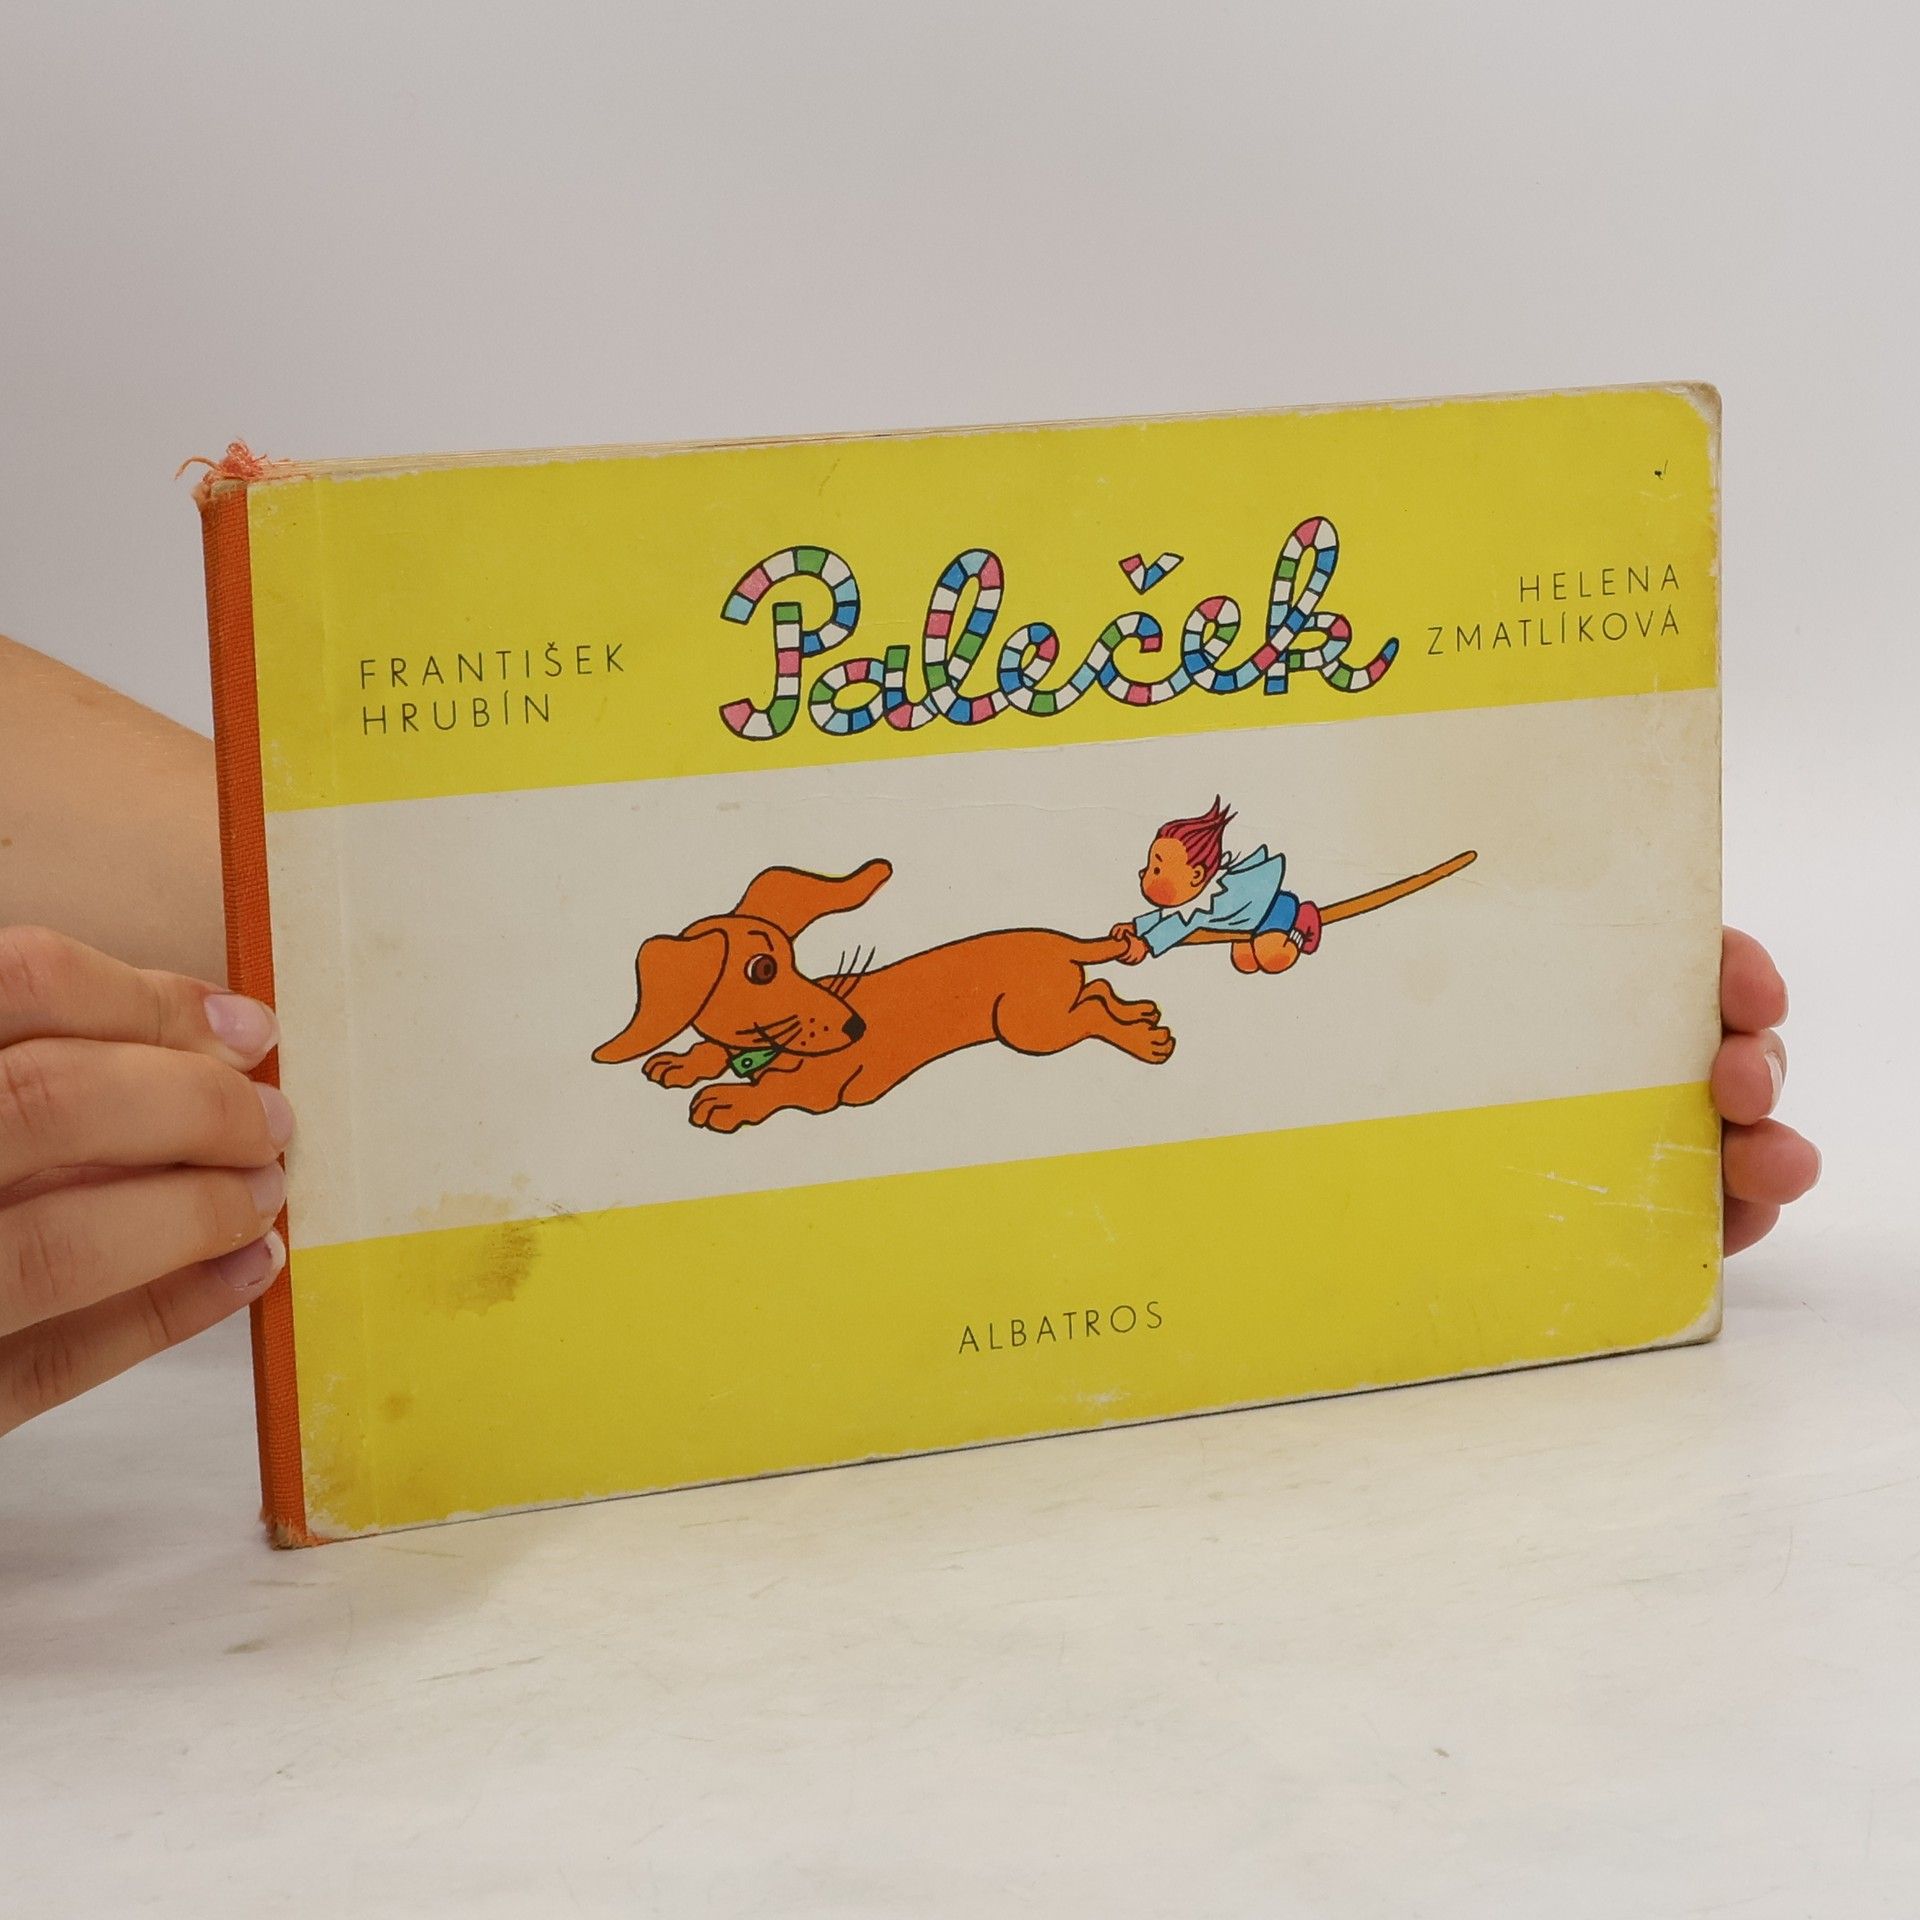 FRANTIŠEK
HRUBÍN
Paleček
HELENA
ZMATLÍKOVÁ
ALBATROS